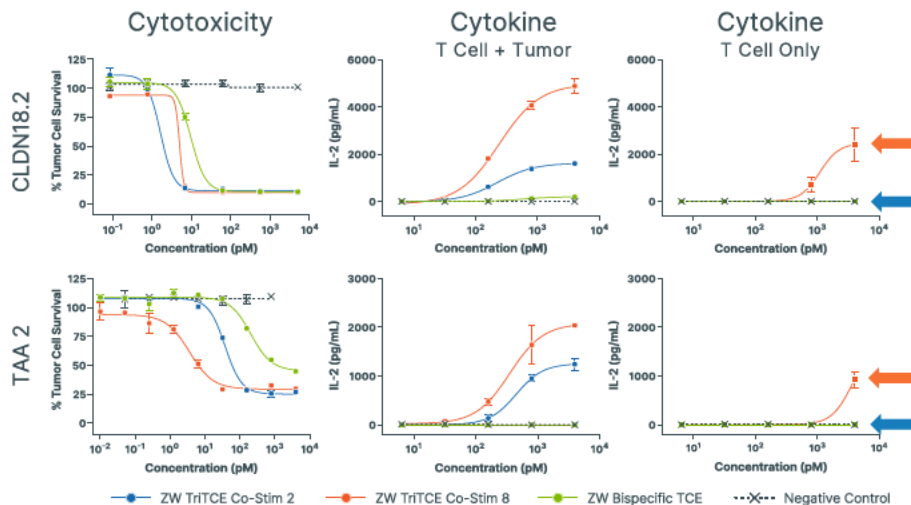 Cytotoxicity
Cytokine
T Cell + Tumor
Cytokine
T Cell Only
CLDN18.2
% Tumor Cell Survival
125
100
75
50
25
0
10⁻¹ 10⁰ 10¹ 10² 10³ 10⁴
Concentration (pM)
IL-2 (pg/mL)
6000
4000
2000
0
10¹ 10² 10³ 10⁴
Concentration (pM)
IL-2 (pg/mL)
6000
4000
2000
0
10¹ 10² 10³ 10⁴
Concentration (pM)
TAA 2
% Tumor Cell Survival
125
100
75
50
25
0
10⁻² 10⁻¹ 10⁰ 10¹ 10² 10³ 10⁴
Concentration (pM)
IL-2 (pg/mL)
3000
2000
1000
0
10¹ 10² 10³ 10⁴
Concentration (pM)
IL-2 (pg/mL)
3000
2000
1000
0
10¹ 10² 10³ 10⁴
Concentration (pM)
ZW TriTCE Co-Stim 2 ZW TriTCE Co-Stim 8 ZW Bispecific TCE Negative Control